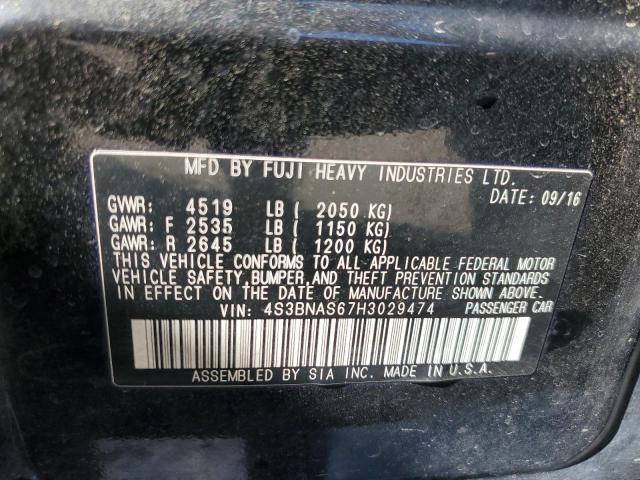 MFD BY FUJI HEAVY INDUSTRIES LTD.
DATE: 09/16
GVWR: 4519 LB ( 2050 KG)
GAWR: F 2535 LB ( 1150 KG)
GAWR: R 2645 LB ( 1200 KG)
THIS VEHICLE CONFORMS TO ALL APPLICABLE FEDERAL MOTOR
VEHICLE SAFETY,BUMPER,AND THEFT PREVENTION STANDARDS
IN EFFECT ON THE DATE OF MANUFACTURE SHOWN ABOVE.
VIN: 4S3BNAS67H3029474 PASSENGER CAR
ASSEMBLED BY SIA INC. MADE IN U.S.A.